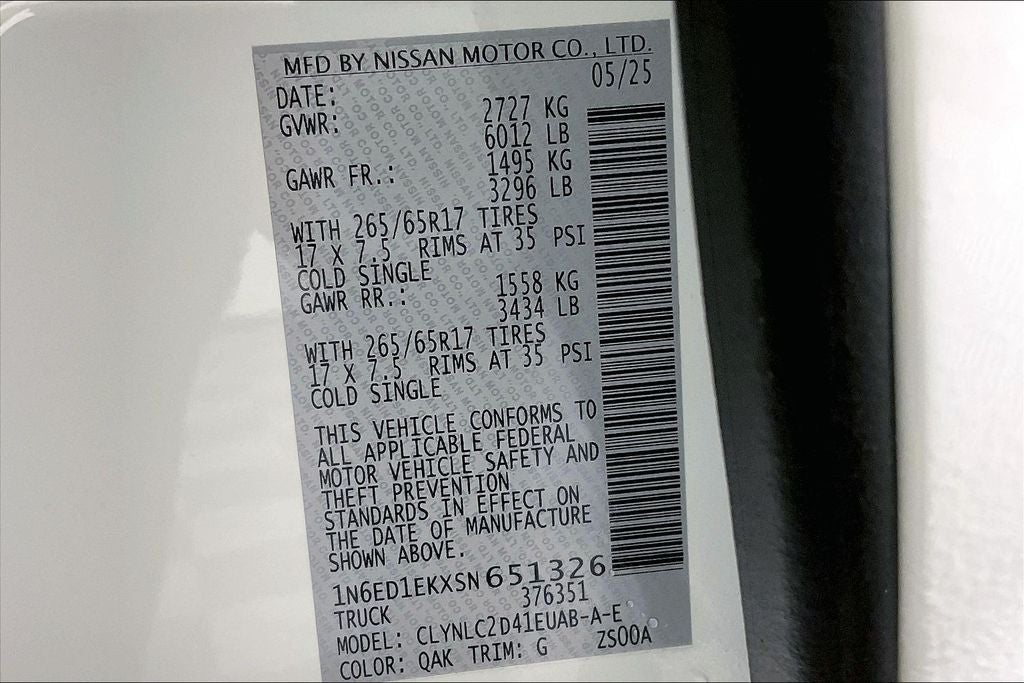 MFD BY NISSAN MOTOR CO., LTD.
DATE: 05/25
GVWR: 2727 KG
6012 LB
GAWR FR.: 1495 KG
3296 LB
WITH 265/65R17 TIRES
17 X 7.5 RIMS AT 35 PSI
COLD SINGLE
GAWR RR.: 1558 KG
3434 LB
WITH 265/65R17 TIRES
17 X 7.5 RIMS AT 35 PSI
COLD SINGLE
THIS VEHICLE CONFORMS TO
ALL APPLICABLE FEDERAL
MOTOR VEHICLE SAFETY AND
THEFT PREVENTION
STANDARDS IN EFFECT ON
THE DATE OF MANUFACTURE
SHOWN ABOVE.
1N6ED1EKXSN651326
TRUCK 376351
MODEL: CLYNLC2D41EUAB-A-E
COLOR: QAK TRIM: G ZS00A